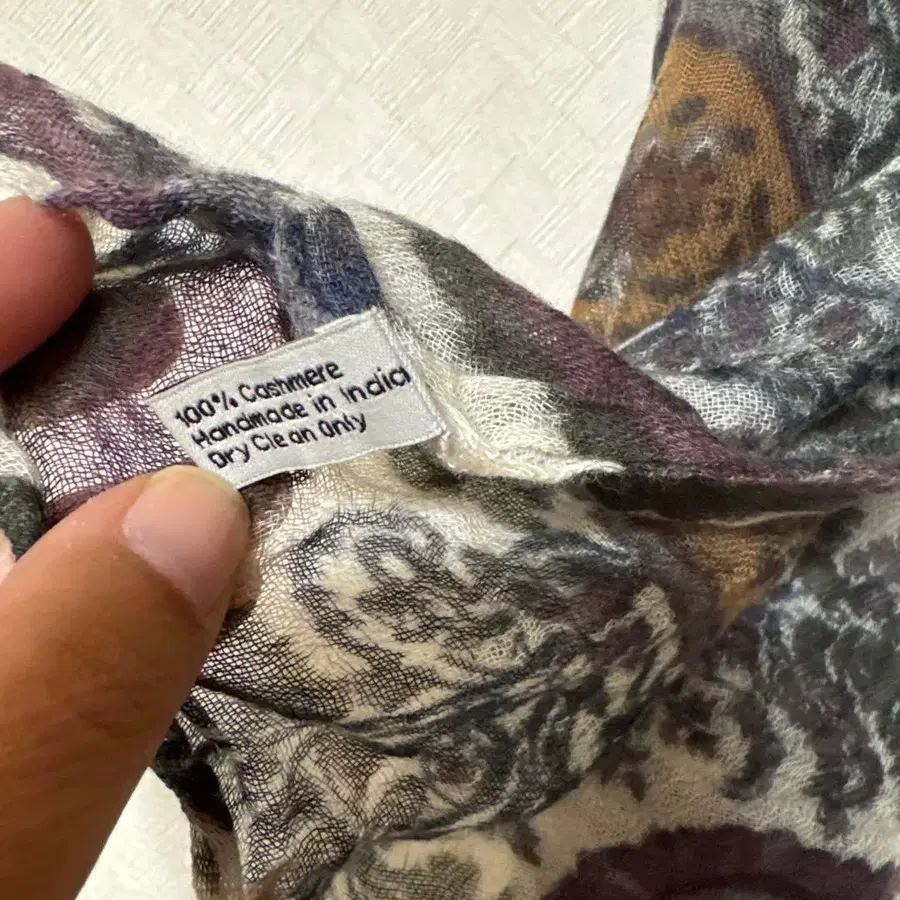 100% Cashmere
Handmade in India
Dry Clean Only